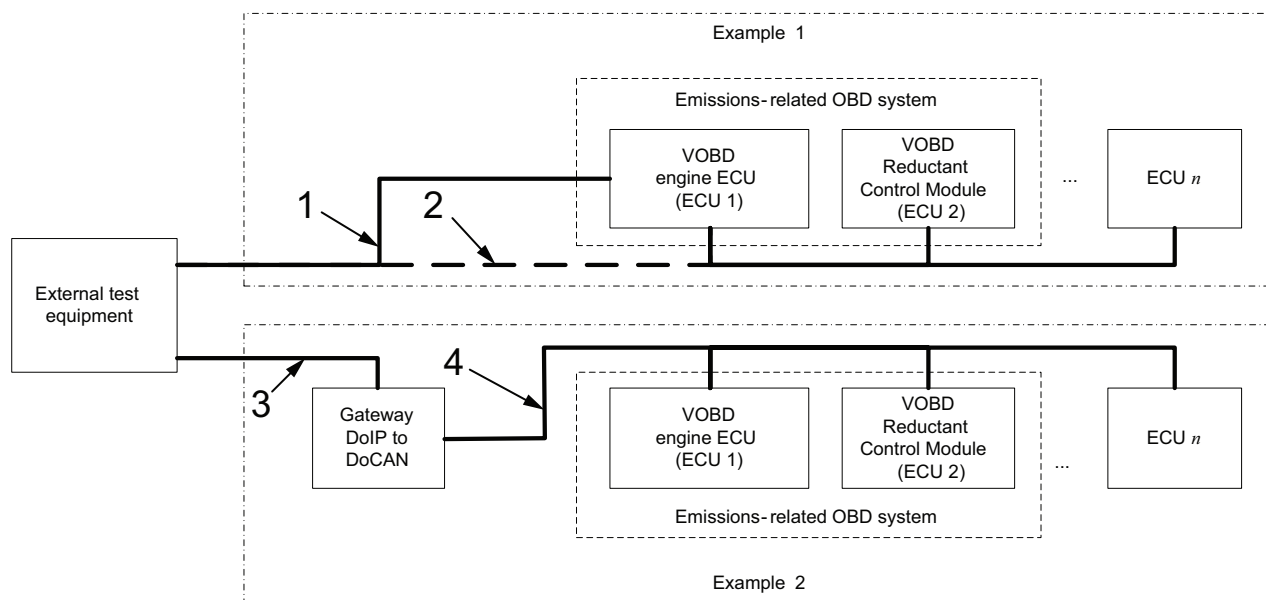 Example 1
Emissions-related OBD system
VOBD
engine ECU
(ECU 1)
VOBD
Reductant
Control Module
(ECU 2)
...
ECU n
1
2
External test
equipment
3
4
Gateway
DoIP to
DoCAN
VOBD
engine ECU
(ECU 1)
VOBD
Reductant
Control Module
(ECU 2)
...
ECU n
Emissions-related OBD system
Example 2